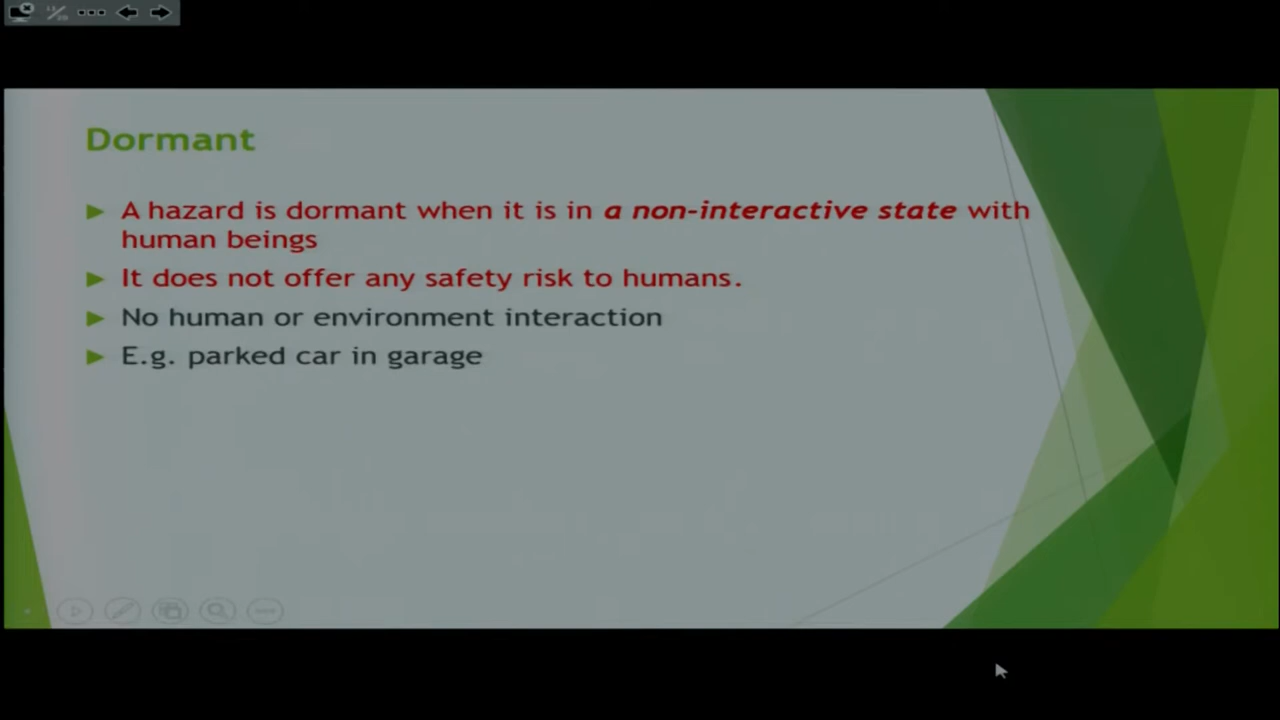 Dormant
A hazard is dormant when it is in a non-interactive state with
human beings
It does not offer any safety risk to humans.
No human or environment interaction
E.g. parked car in garage